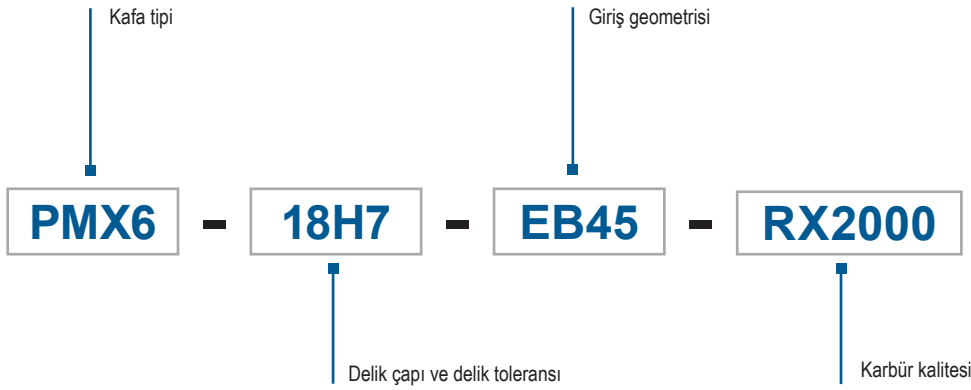 Kafa tipi
Giriş geometrisi
PMX6 - 18H7 - EB45 - RX2000
Delik çapı ve delik toleransı
Karbür kalitesi